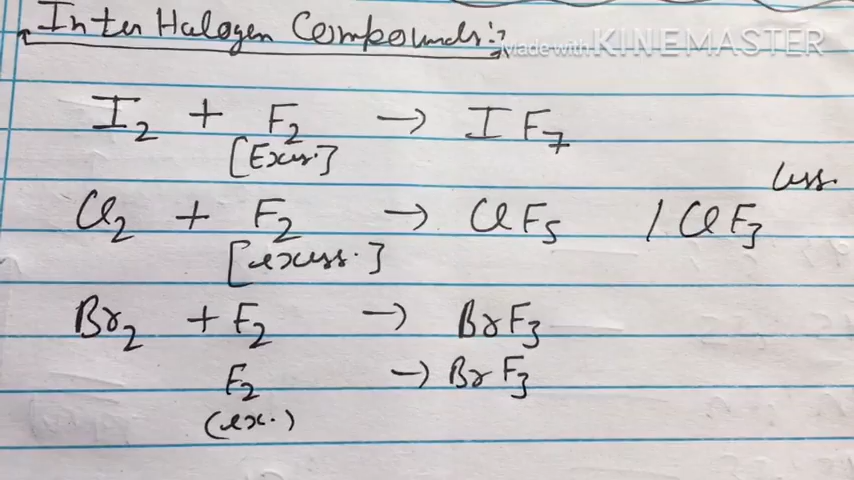 Inter Halogen Compounds:-
Made with KINEMASTER
I₂ + F₂ → IF₇
[Exces.]
less.
Cl₂ + F₂ → ClF₅ / ClF₃
[excess.]
Br₂ + F₂ → BrF₃
F₂ → BrF₃
(ex.)